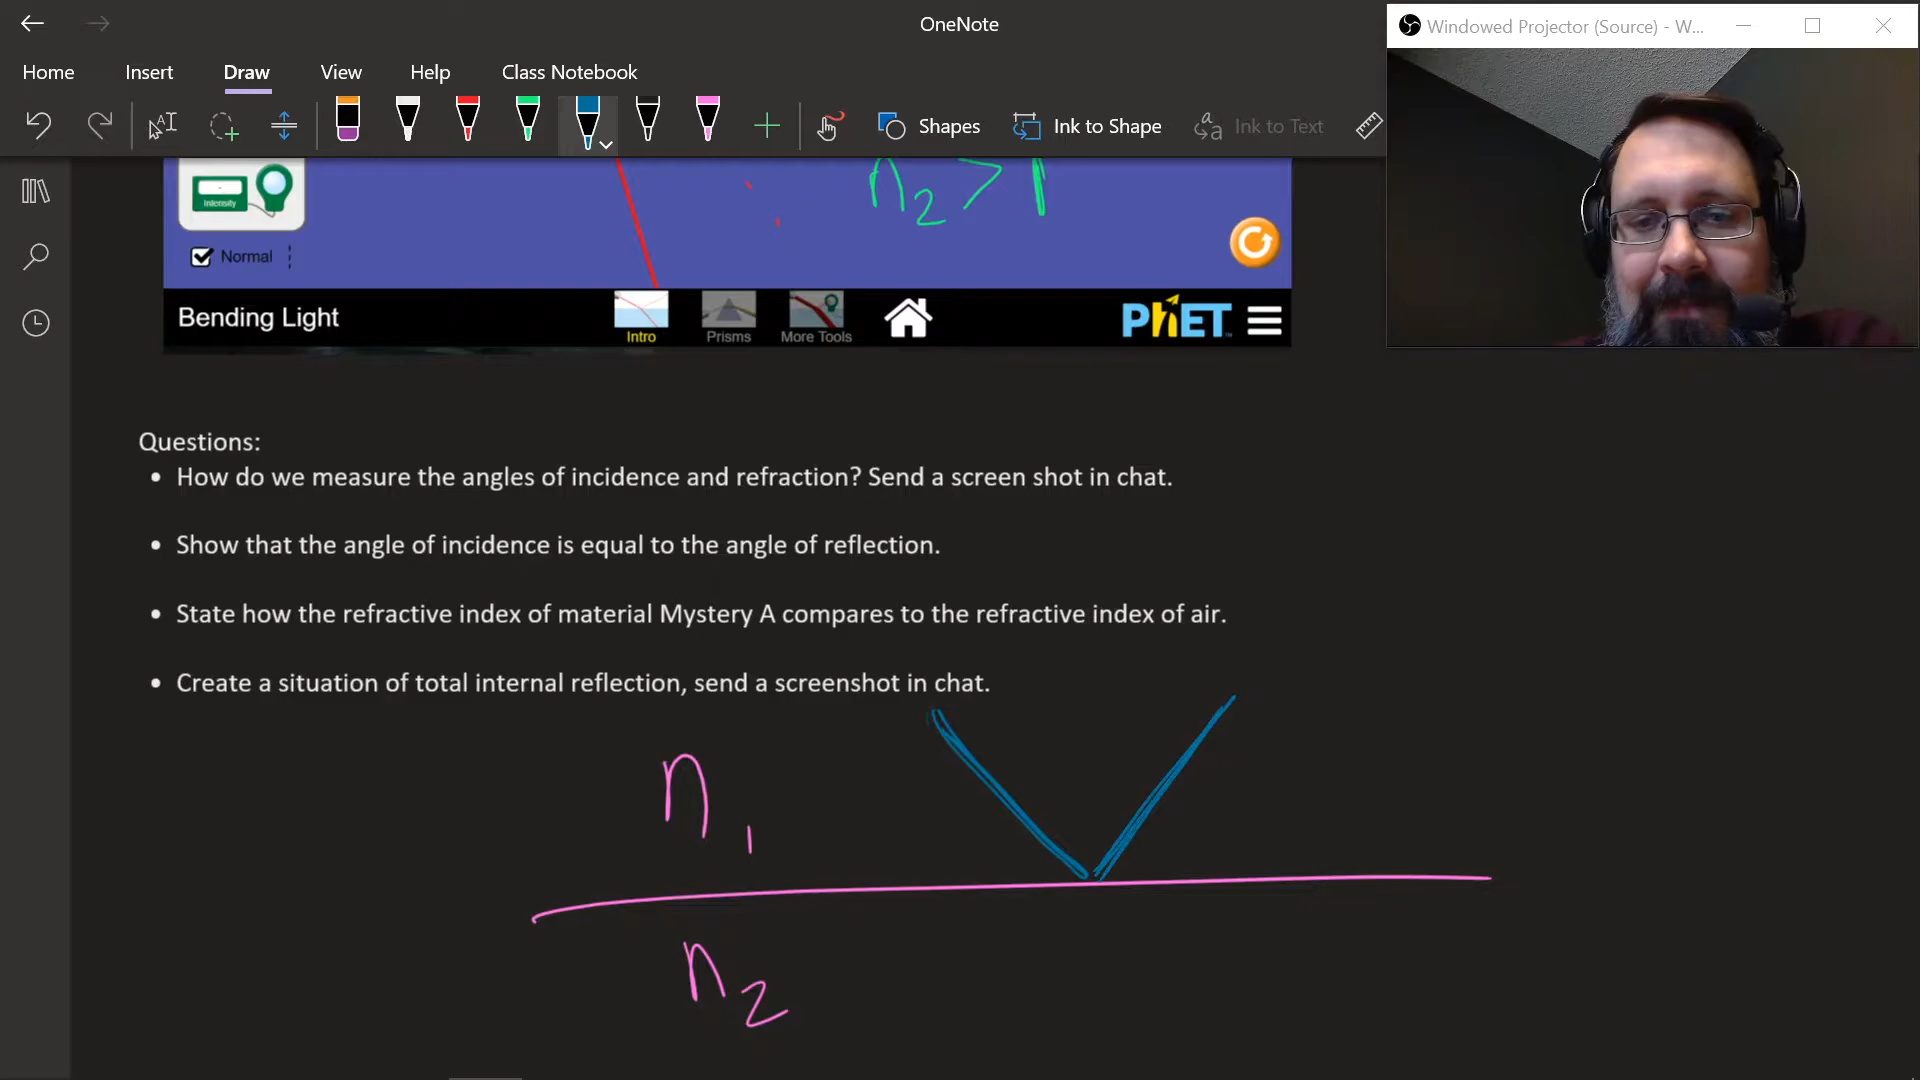 OneNote
Windowed Projector (Source) - W...
Home Insert Draw View Help Class Notebook
Shapes Ink to Shape Ink to Text
n2 > 1
Intensity
Normal
Bending Light
Intro Prisms More Tools
PhET
Questions:
• How do we measure the angles of incidence and refraction? Send a screen shot in chat.
• Show that the angle of incidence is equal to the angle of reflection.
• State how the refractive index of material Mystery A compares to the refractive index of air.
• Create a situation of total internal reflection, send a screenshot in chat.
n1
n2